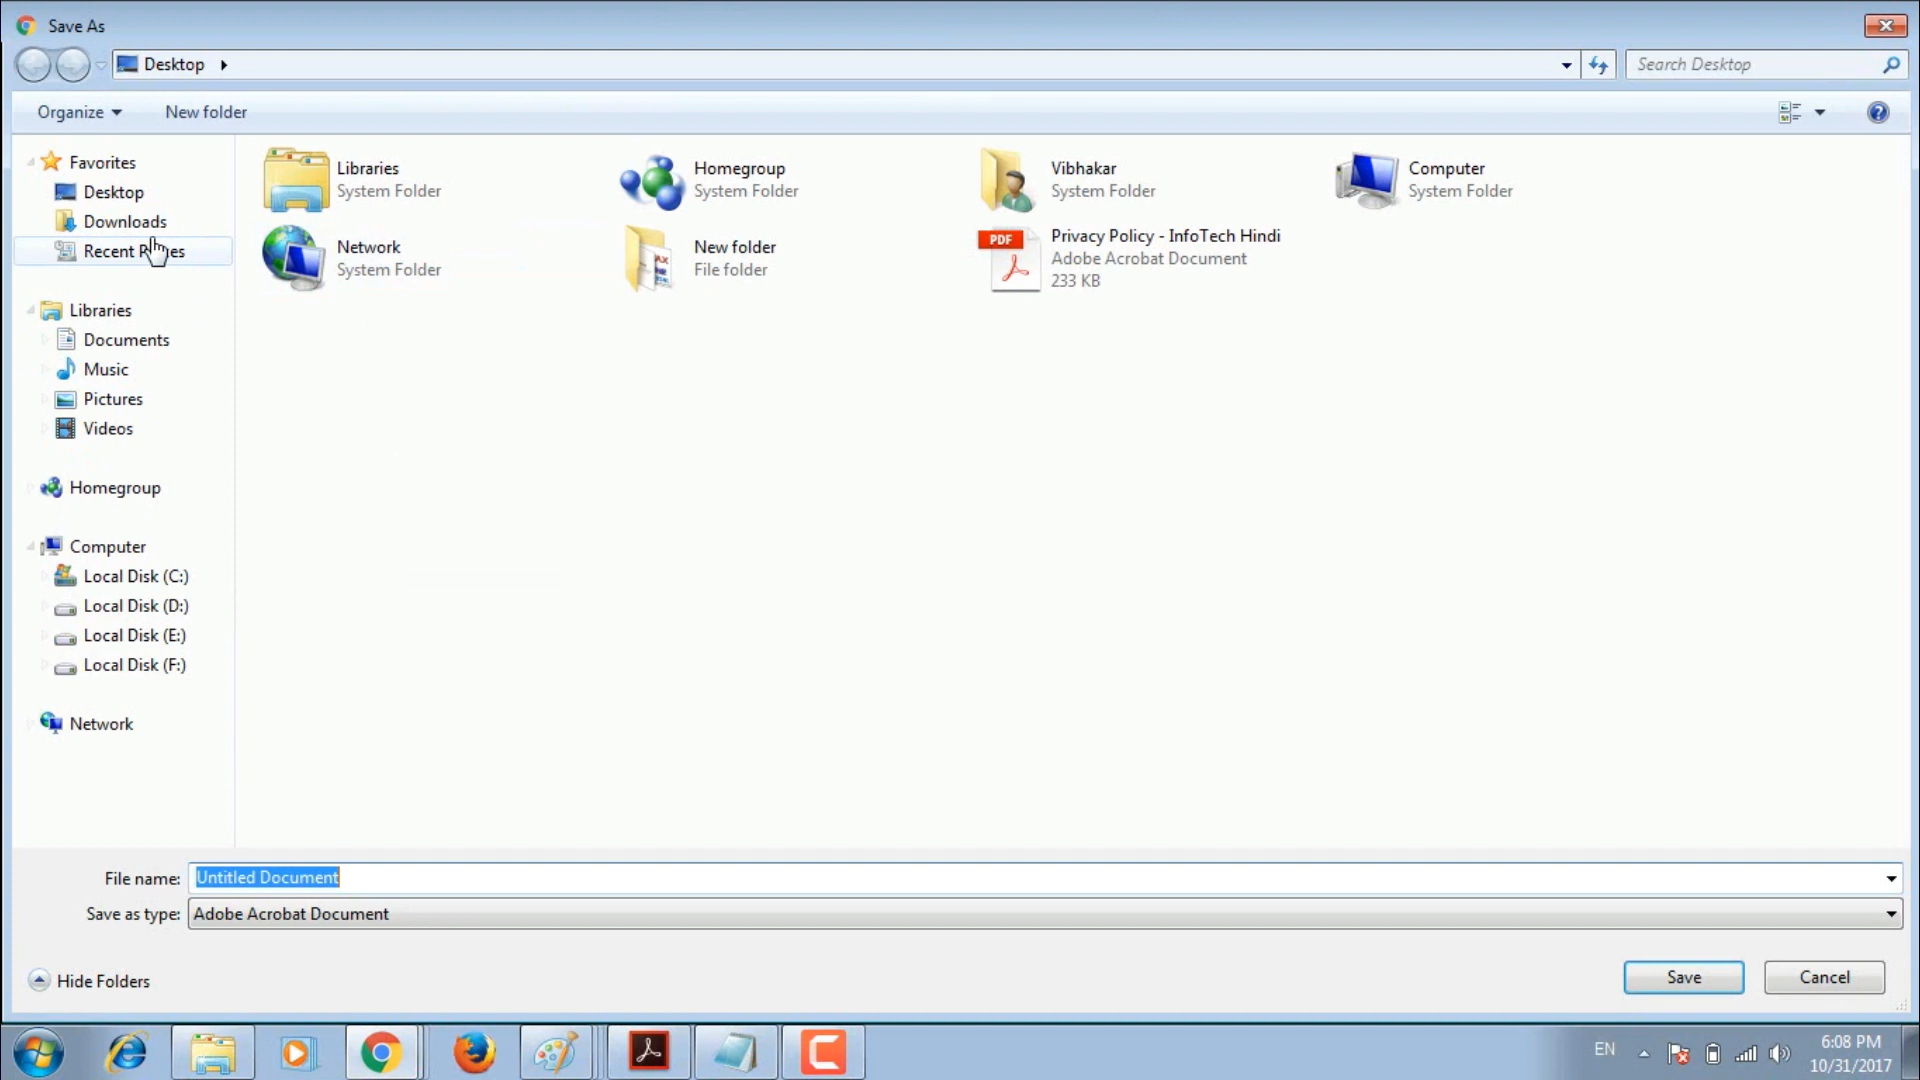 Save As
Desktop
Search Desktop
Organize
New folder
Favorites
Desktop
Downloads
Recent
Libraries
Documents
Music
Pictures
Videos
Homegroup
Computer
Local Disk (C:)
Local Disk (D:)
Local Disk (E:)
Local Disk (F:)
Network
Libraries
System Folder
Homegroup
System Folder
Vibhakar
System Folder
Computer
System Folder
Network
System Folder
New folder
File folder
PDF
Privacy Policy - InfoTech Hindi
Adobe Acrobat Document
233 KB
File name: Untitled Document
Save as type: Adobe Acrobat Document
Hide Folders
Save
Cancel
EN
6:08 PM
10/31/2017